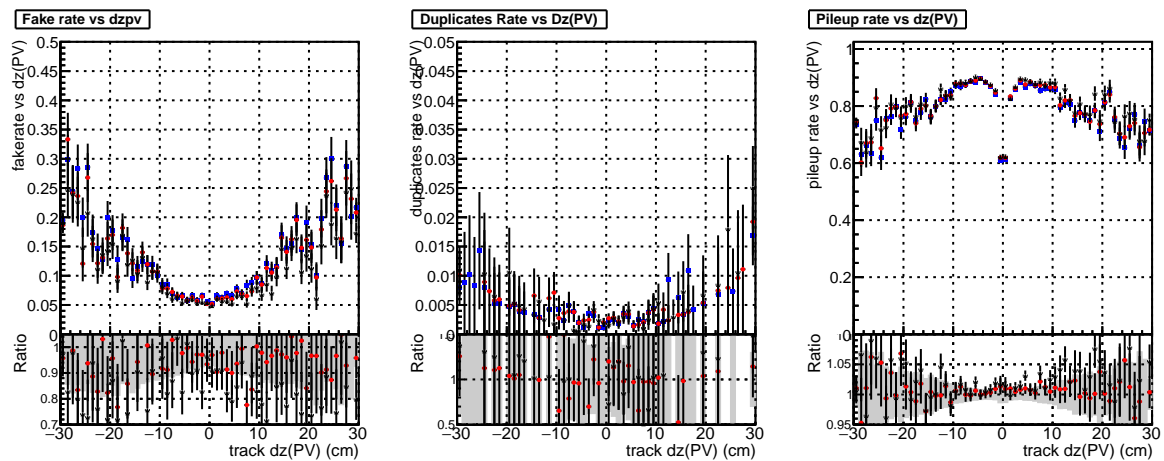 Fake rate vs dzpv
fakerate vs dz(PV)
0.5
0.45
0.4
0.35
0.3
0.25
0.2
0.15
0.1
0.05
0
Ratio
0.9
0.8
0.7
−30 −20 −10 0 10 20 30
track dz(PV) (cm)
Duplicates Rate vs Dz(PV)
duplicates rate vs dz(PV)
0.05
0.045
0.04
0.035
0.03
0.025
0.02
0.015
0.01
0.005
0
Ratio
1
0.5
−30 −20 −10 0 10 20 30
track dz(PV) (cm)
Pileup rate vs dz(PV)
pileup rate vs dz(PV)
1
0.8
0.6
0.4
0.2
0
Ratio
1.05
1
0.95
−30 −20 −10 0 10 20 30
track dz(PV) (cm)